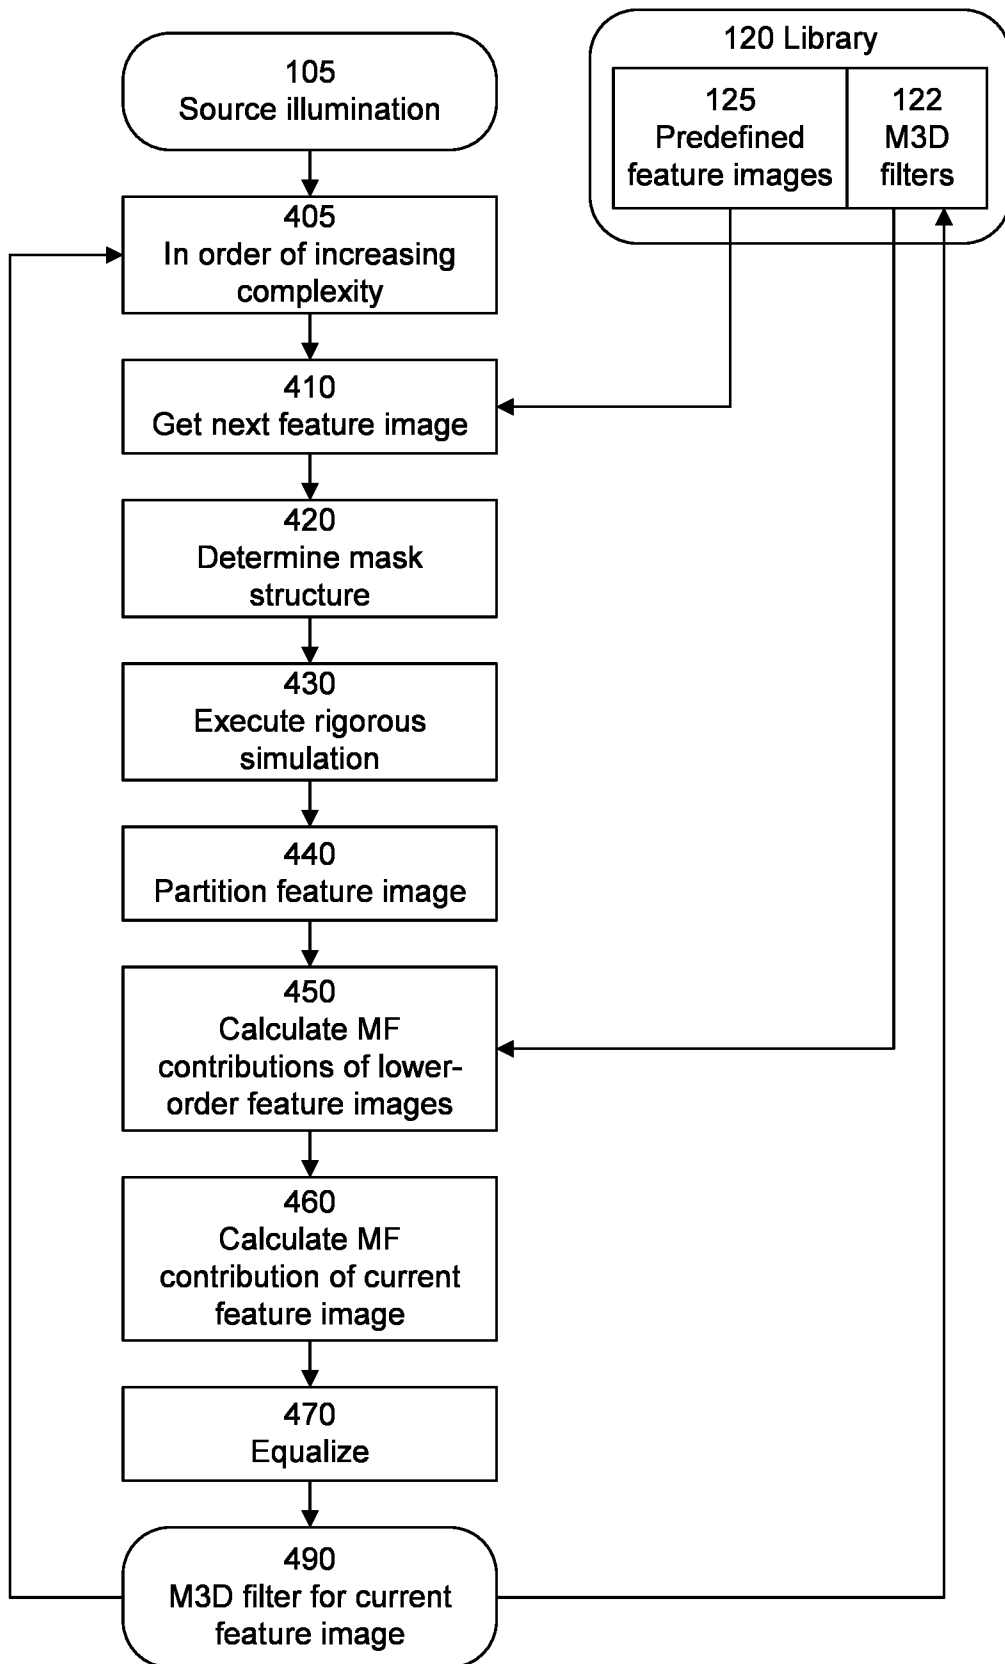 105
Source illumination
120 Library
125
Predefined
feature images
122
M3D
filters
405
In order of increasing
complexity
410
Get next feature image
420
Determine mask
structure
430
Execute rigorous
simulation
440
Partition feature image
450
Calculate MF
contributions of lower-
order feature images
460
Calculate MF
contribution of current
feature image
470
Equalize
490
M3D filter for current
feature image